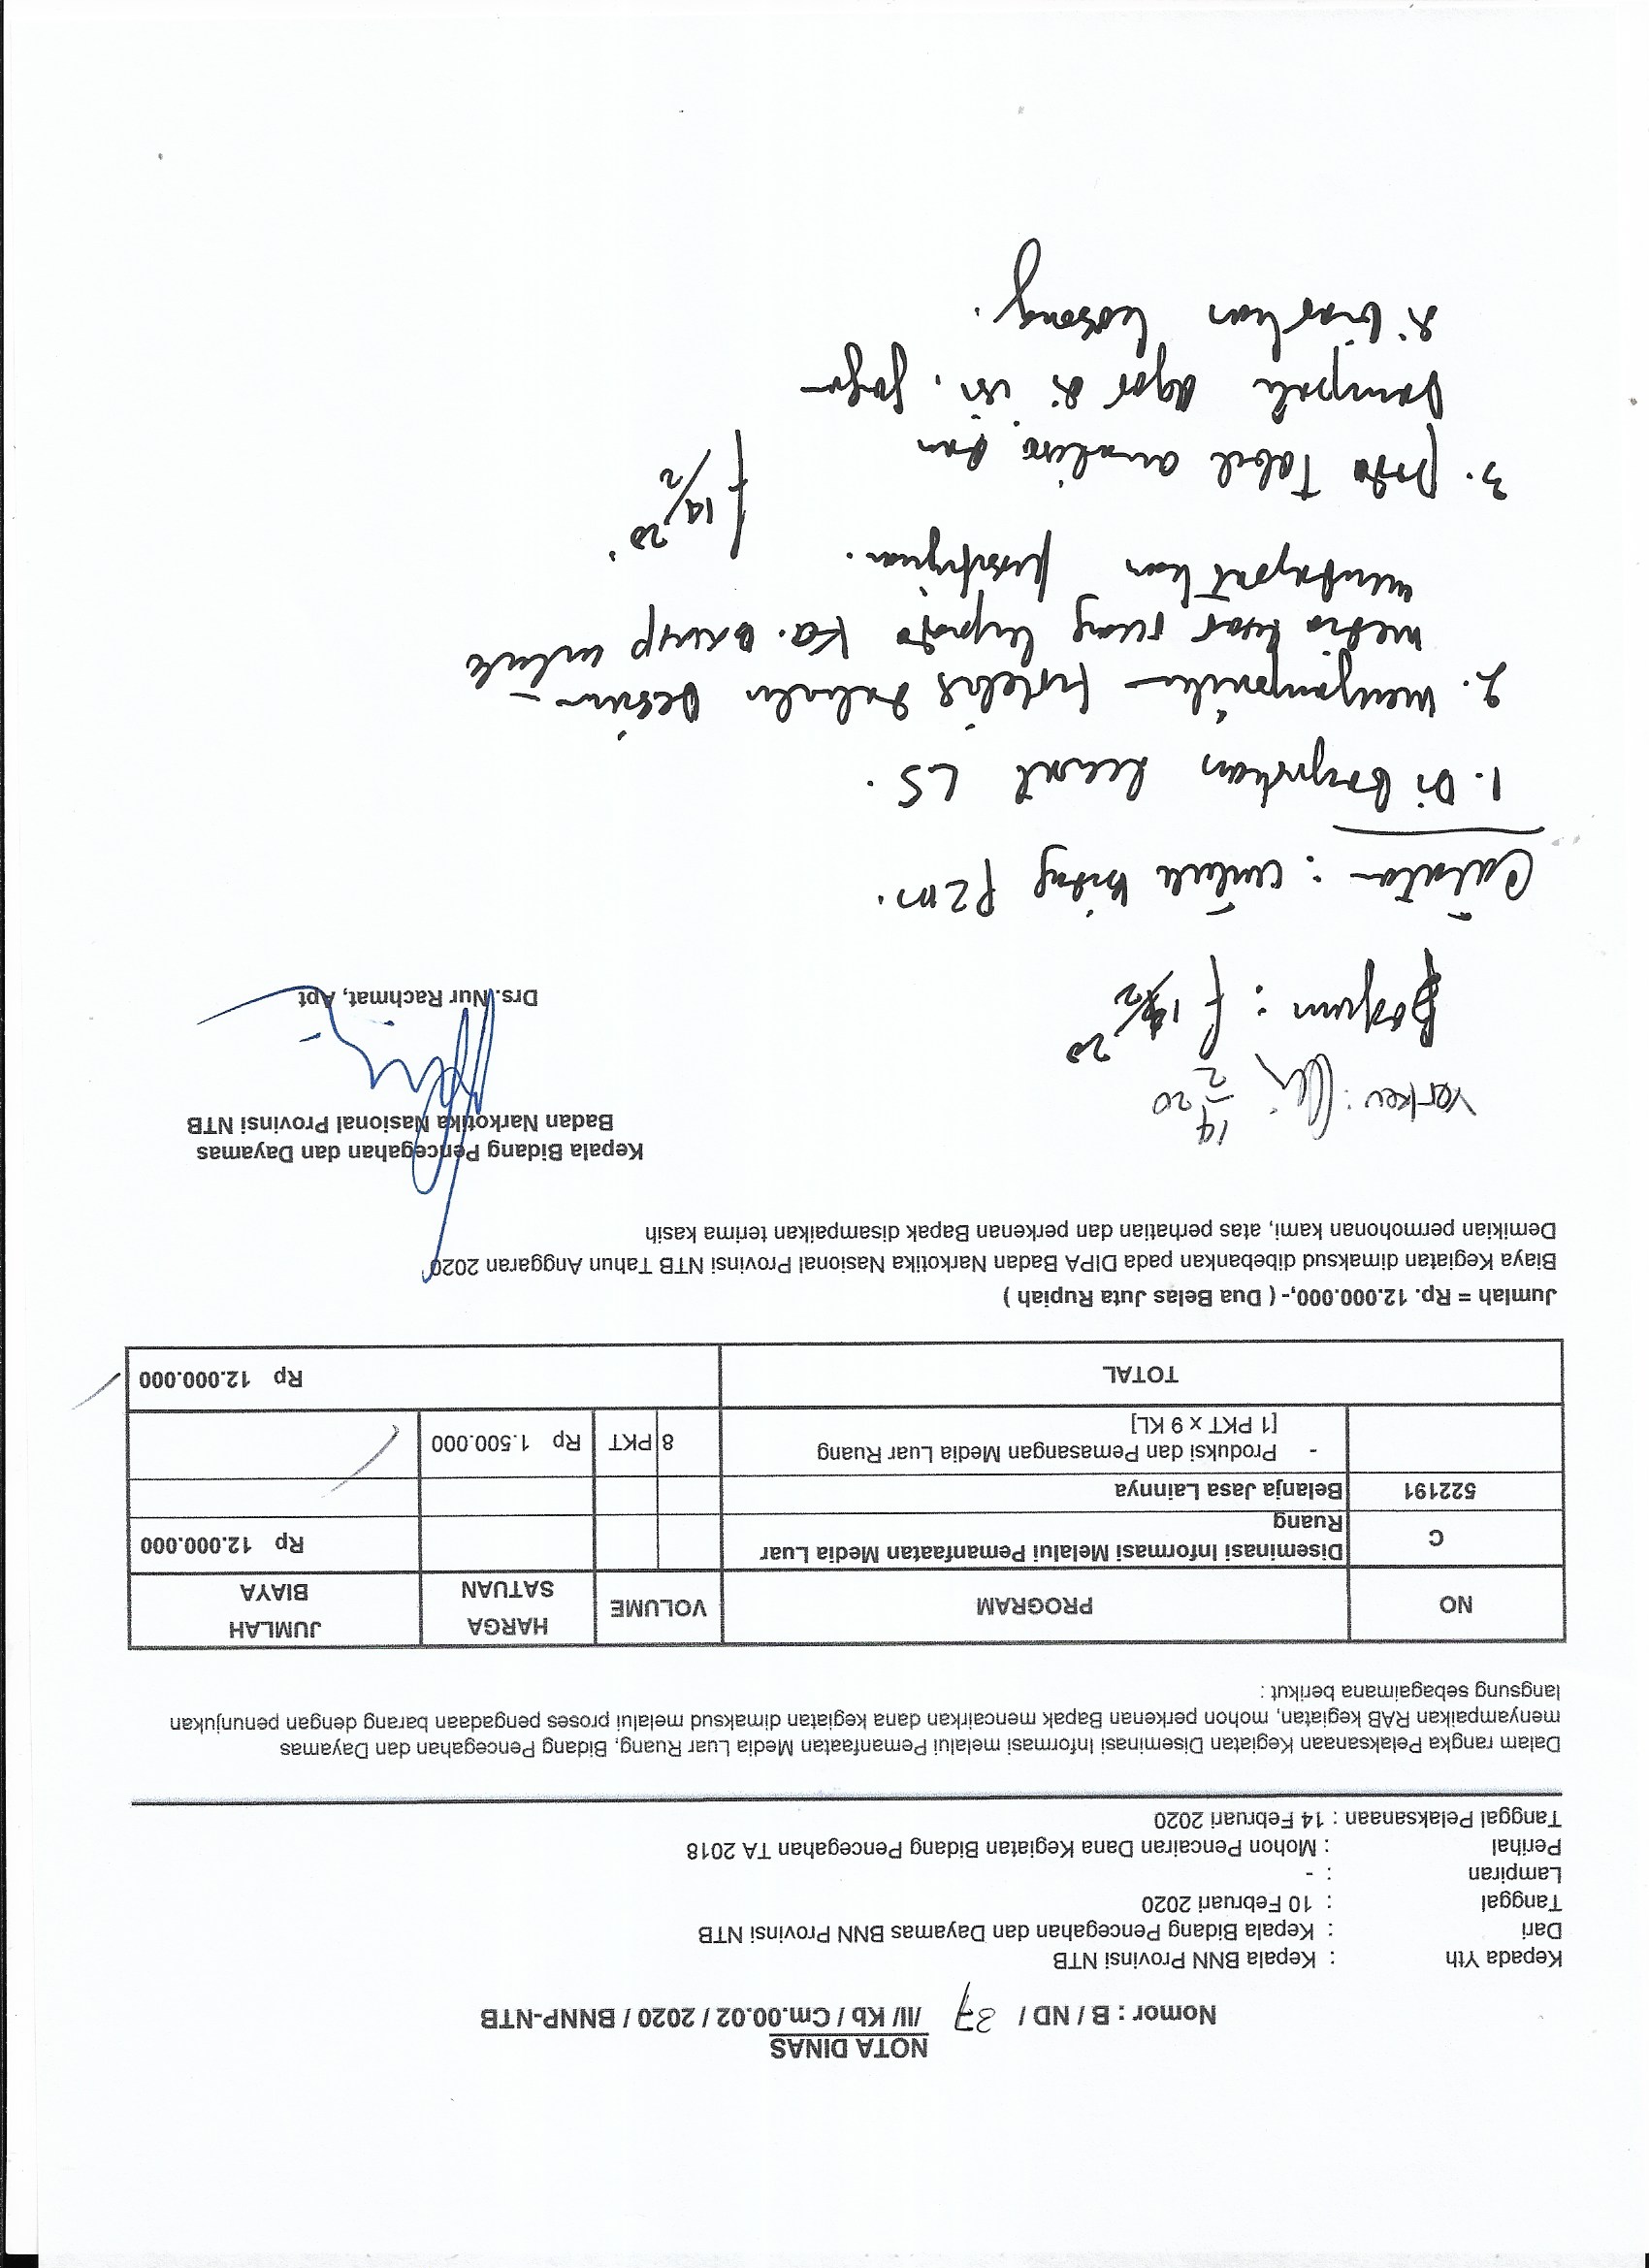 NOTA DINAS
Nomor : B / ND / 37 /II/ Kb / Cm.00.02 / 2020 / BNNP-NTB
Kepada Yth : Kepala BNN Provinsi NTB
Dari : Kepala Bidang Pencegahan dan Dayamas BNN Provinsi NTB
Tanggal : 10 Februari 2020
Lampiran : -
Perihal : Mohon Pencairan Dana Kegiatan Bidang Pencegahan TA 2018
Tanggal Pelaksanaan : 14 Februari 2020
Dalam rangka Pelaksanaan Kegiatan Diseminasi Informasi melalui Pemanfaatan Media Luar Ruang, Bidang Pencegahan dan Dayamas
menyampaikan RAB kegiatan, mohon perkenan Bapak mencairkan dana kegiatan dimaksud melalui proses pengadaan barang dengan penunjukan
langsung sebagaimana berikut :
NO PROGRAM VOLUME HARGA SATUAN JUMLAH BIAYA
C Diseminasi Informasi Melalui Pemanfaatan Media Luar Ruang Rp 12.000.000
522191 Belanja Jasa Lainnya
- Produksi dan Pemasangan Media Luar Ruang 8 PKT Rp 1.500.000
[1 PKT x 9 KL]
TOTAL Rp 12.000.000
Jumlah = Rp. 12.000.000,- ( Dua Belas Juta Rupiah )
Biaya Kegiatan dimaksud dibebankan pada DIPA Badan Narkotika Nasional Provinsi NTB Tahun Anggaran 2020
Demikian permohonan kami, atas perhatian dan perkenan Bapak disampaikan terima kasih
Kepala Bidang Pencegahan dan Dayamas
Badan Narkotika Nasional Provinsi NTB
Drs. Nur Rachmat, Apt
Verkeu : 14/2 20
14/2 20
Catatan : untuk bidang P2M.
1. Di bayarkan lewat LS.
2. menyampaikan terlebih dahulu Desain
media luar ruang kepada Ka. BNNP untuk
mendapatkan persetujuan.
14/2 20
3. pada Tabel analisa dan
Dampak agar di isi. jangan
di biarkan kosong.